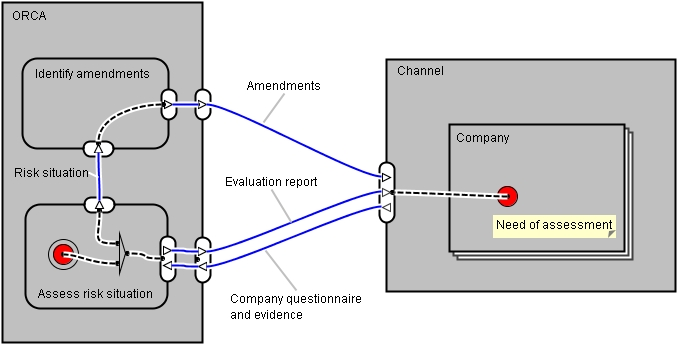 ORCA
Identify amendments
Amendments
Channel
Company
Risk situation
Evaluation report
Need of assessment
Assess risk situation
Company questionnaire
and evidence